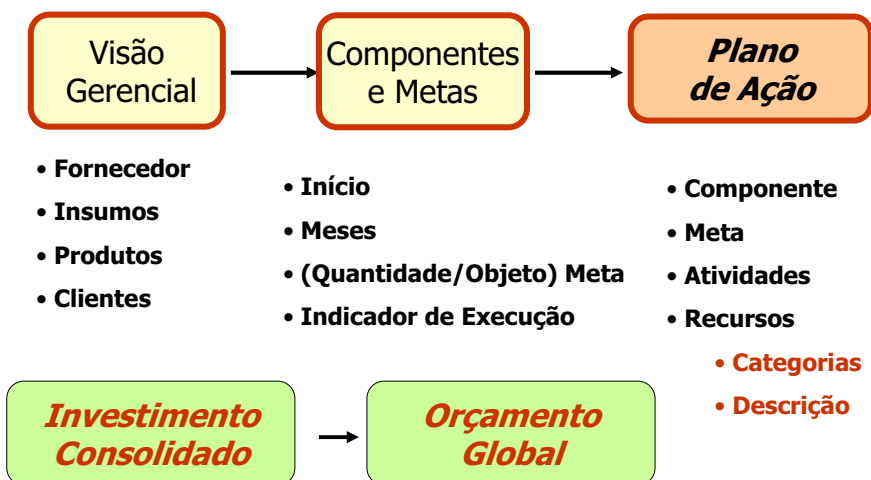 Visão
Gerencial
Componentes
e Metas
Plano
de Ação
• Fornecedor
• Insumos
• Produtos
• Clientes
• Início
• Meses
• (Quantidade/Objeto) Meta
• Indicador de Execução
• Componente
• Meta
• Atividades
• Recursos
• Categorias
• Descrição
Investimento
Consolidado
Orçamento
Global